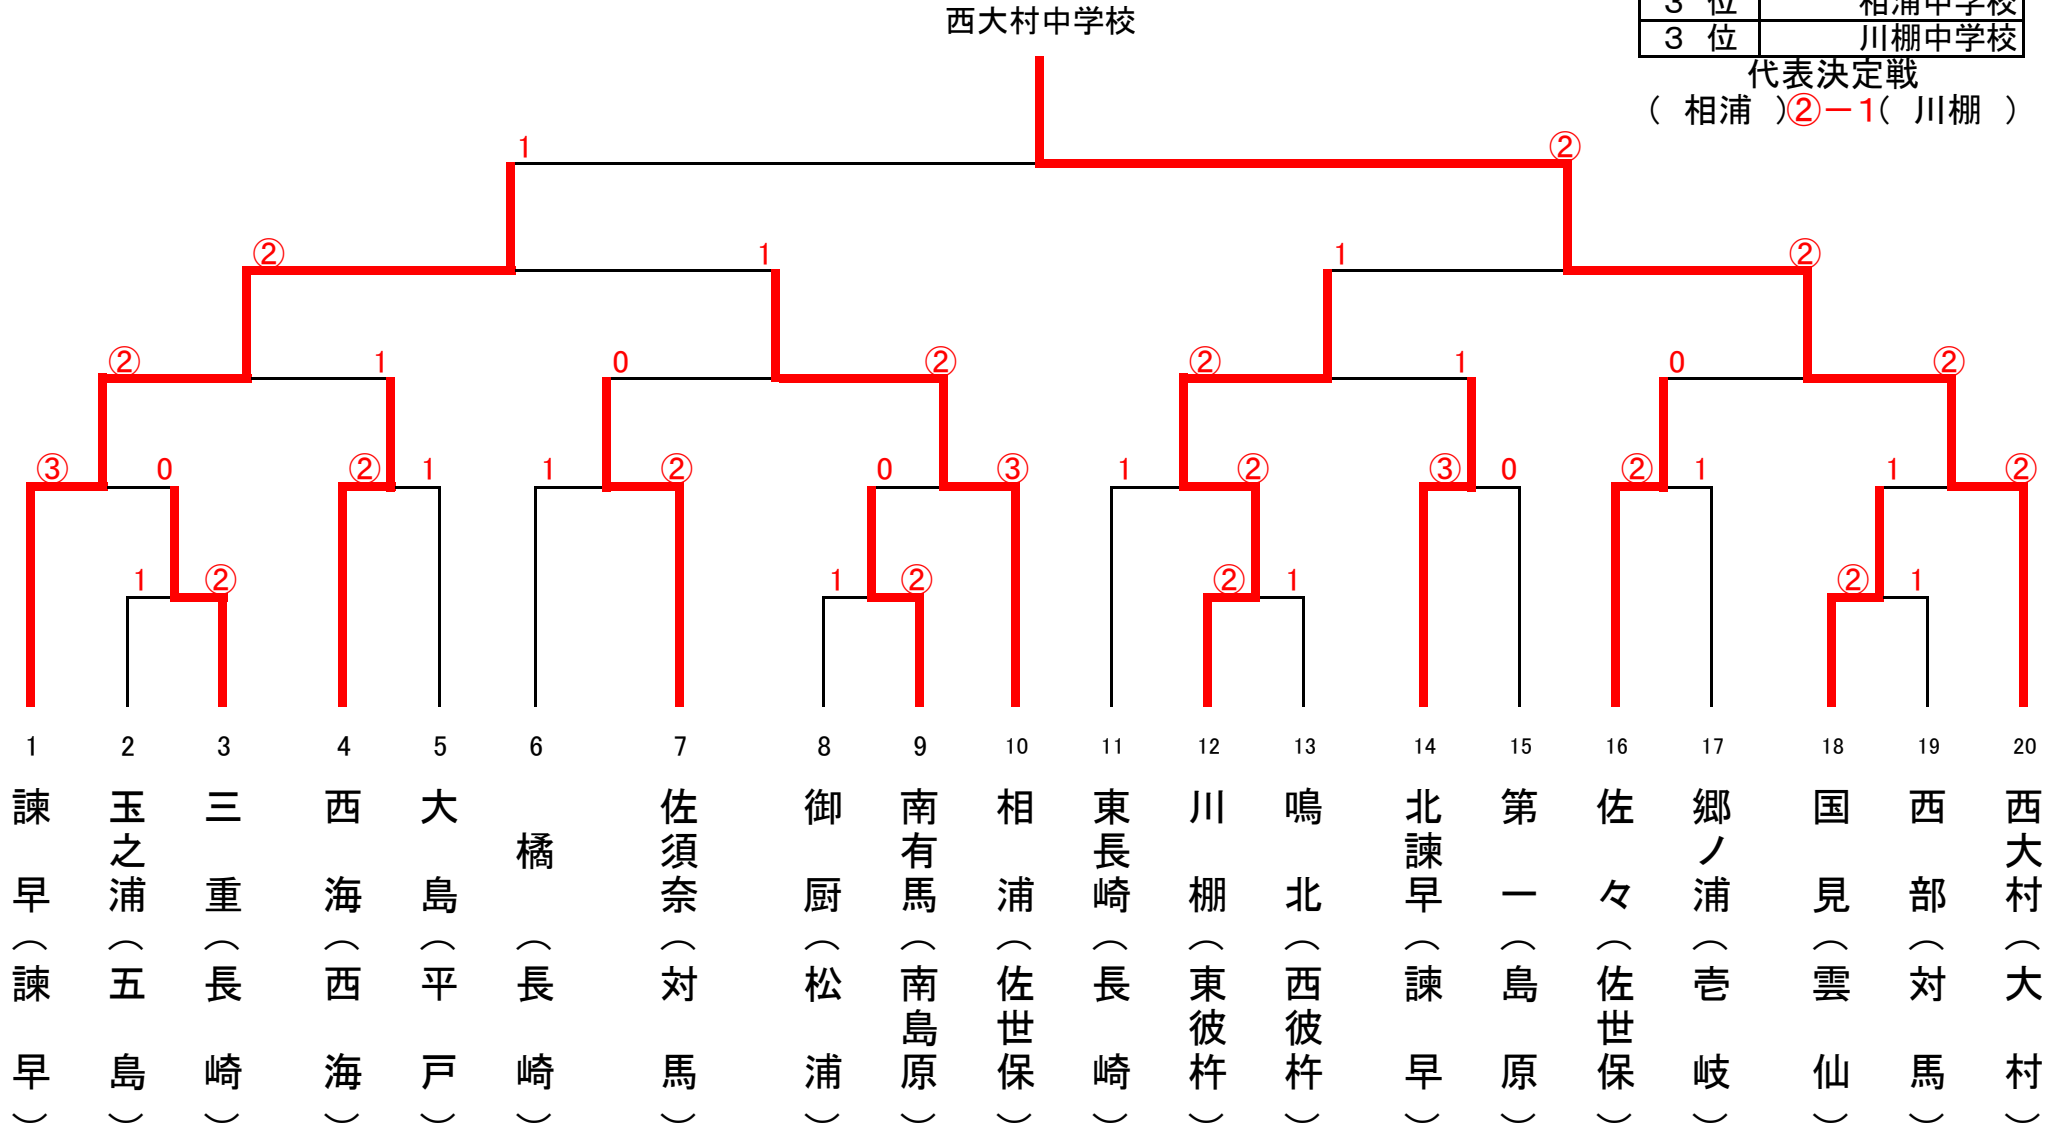 西大村中学校
3 位 相浦中学校
3 位 川棚中学校
代表決定戦
( 相浦 )②－1( 川棚 )
1 ②
② 1 1 ②
② 1 0 ② ② 1 0 ②
③ 0 ② 1 1 ② 0 ③ 1 ② ③ 0 ② 1 1 ②
1 ② 1 ② ② 1 ② 1
1 2 3 4 5 6 7 8 9 10 11 12 13 14 15 16 17 18 19 20
諫早(諫早)
玉之浦(五島)
三重(長崎)
西海(西海)
大島(平戸)
橘(長崎)
佐須奈(対馬)
御厨(松浦)
南有馬(南島原)
相浦(佐世保)
東長崎(長崎)
川棚(東彼杵)
鳴北(西彼杵)
北諫早(諫早)
第一(島原)
佐々(佐世保)
郷ノ浦(壱岐)
国見(雲仙)
西部(対馬)
西大村(大村)